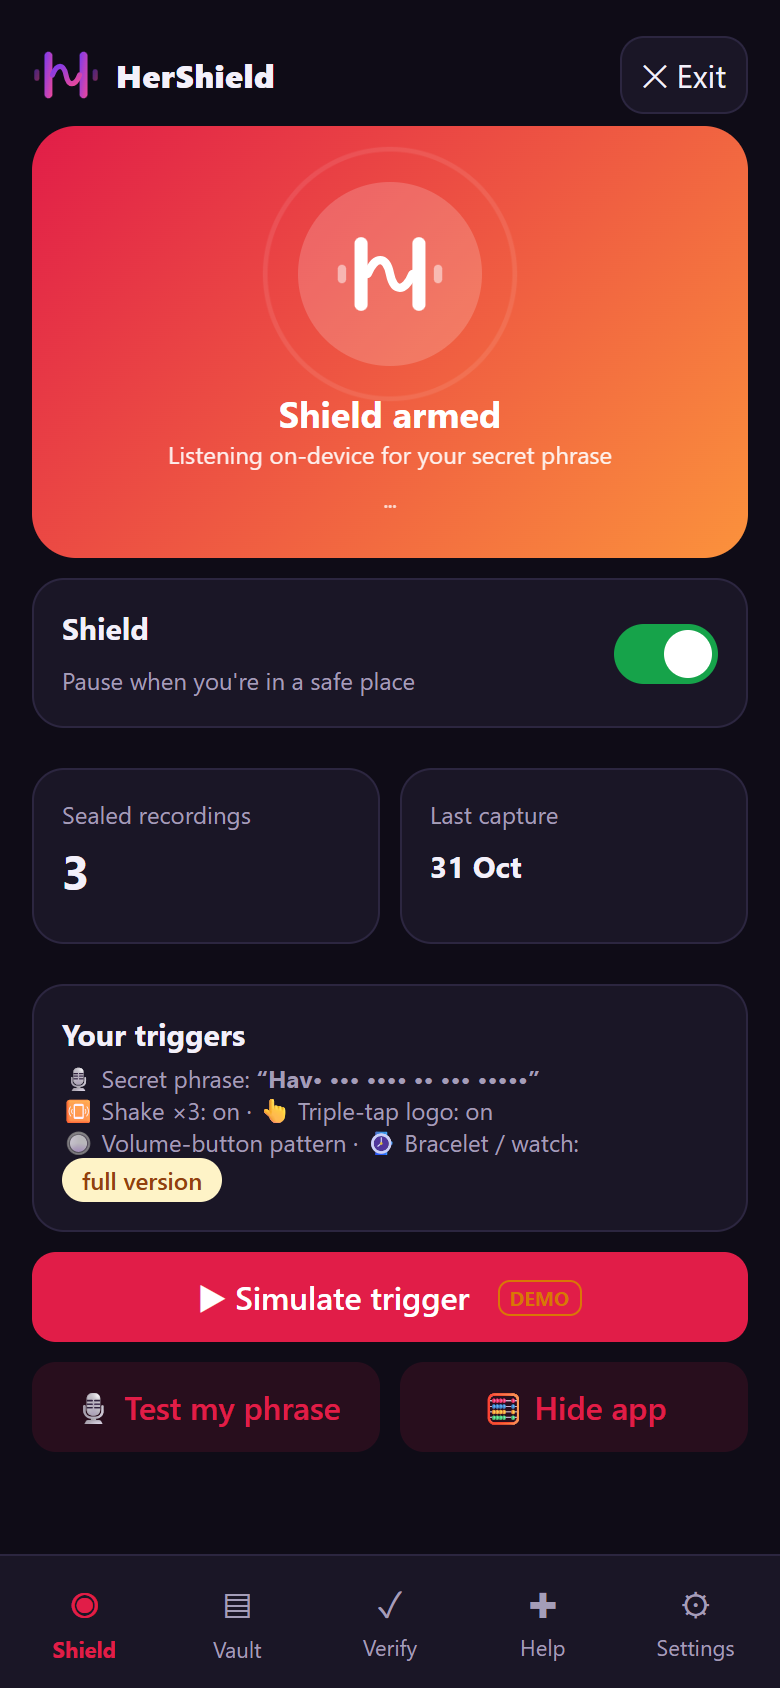 HerShield
✕ Exit
Shield armed
Listening on-device for your secret phrase
...
Shield
Pause when you're in a safe place
Sealed recordings
3
Last capture
31 Oct
Your triggers
🎙️ Secret phrase: “Hav• ••• •••• •• ••• •••••”
📳 Shake ×3: on · 👆 Triple-tap logo: on
🔘 Volume-button pattern · ⌚ Bracelet / watch:
full version
▶ Simulate trigger DEMO
🎙️ Test my phrase
🧮 Hide app
Shield
Vault
Verify
Help
Settings